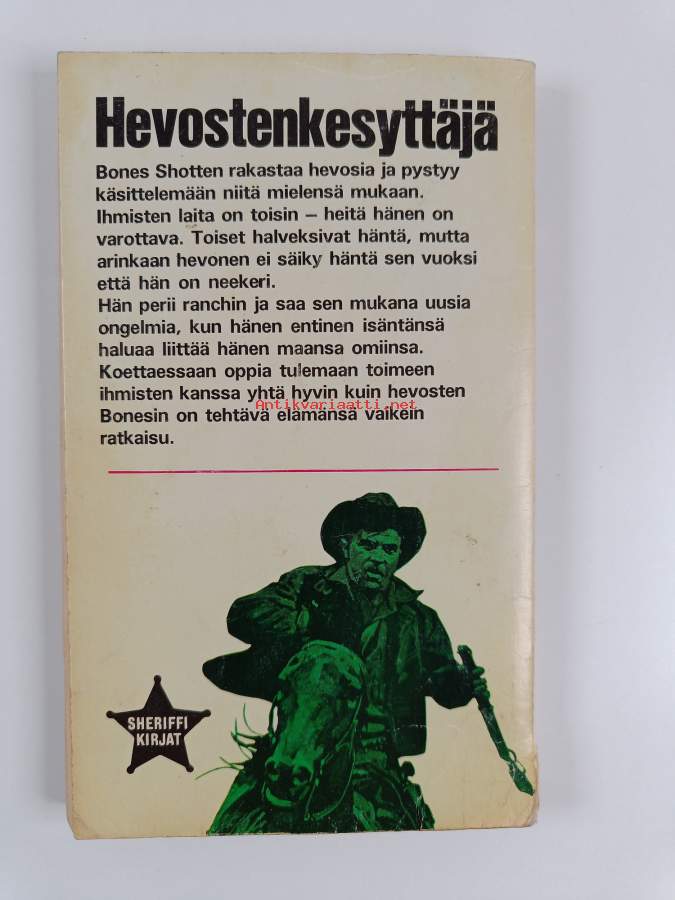 Hevostenkesyttäjä
Bones Shotten rakastaa hevosia ja pystyy
käsittelemään niitä mielensä mukaan.
Ihmisten laita on toisin – heitä hänen on
varottava. Toiset halveksivat häntä, mutta
arinkaan hevonen ei säiky häntä sen vuoksi
että hän on neekeri.
Hän perii ranchin ja saa sen mukana uusia
ongelmia, kun hänen entinen isäntänsä
haluaa liittää hänen maansa omiinsa.
Koettaessaan oppia tulemaan toimeen
ihmisten kanssa yhtä hyvin kuin hevosten
Antikvariaatti.net
Bonesin on tehtävä elämänsä vaikein
ratkaisu.
SHERIFFI
KIRJAT